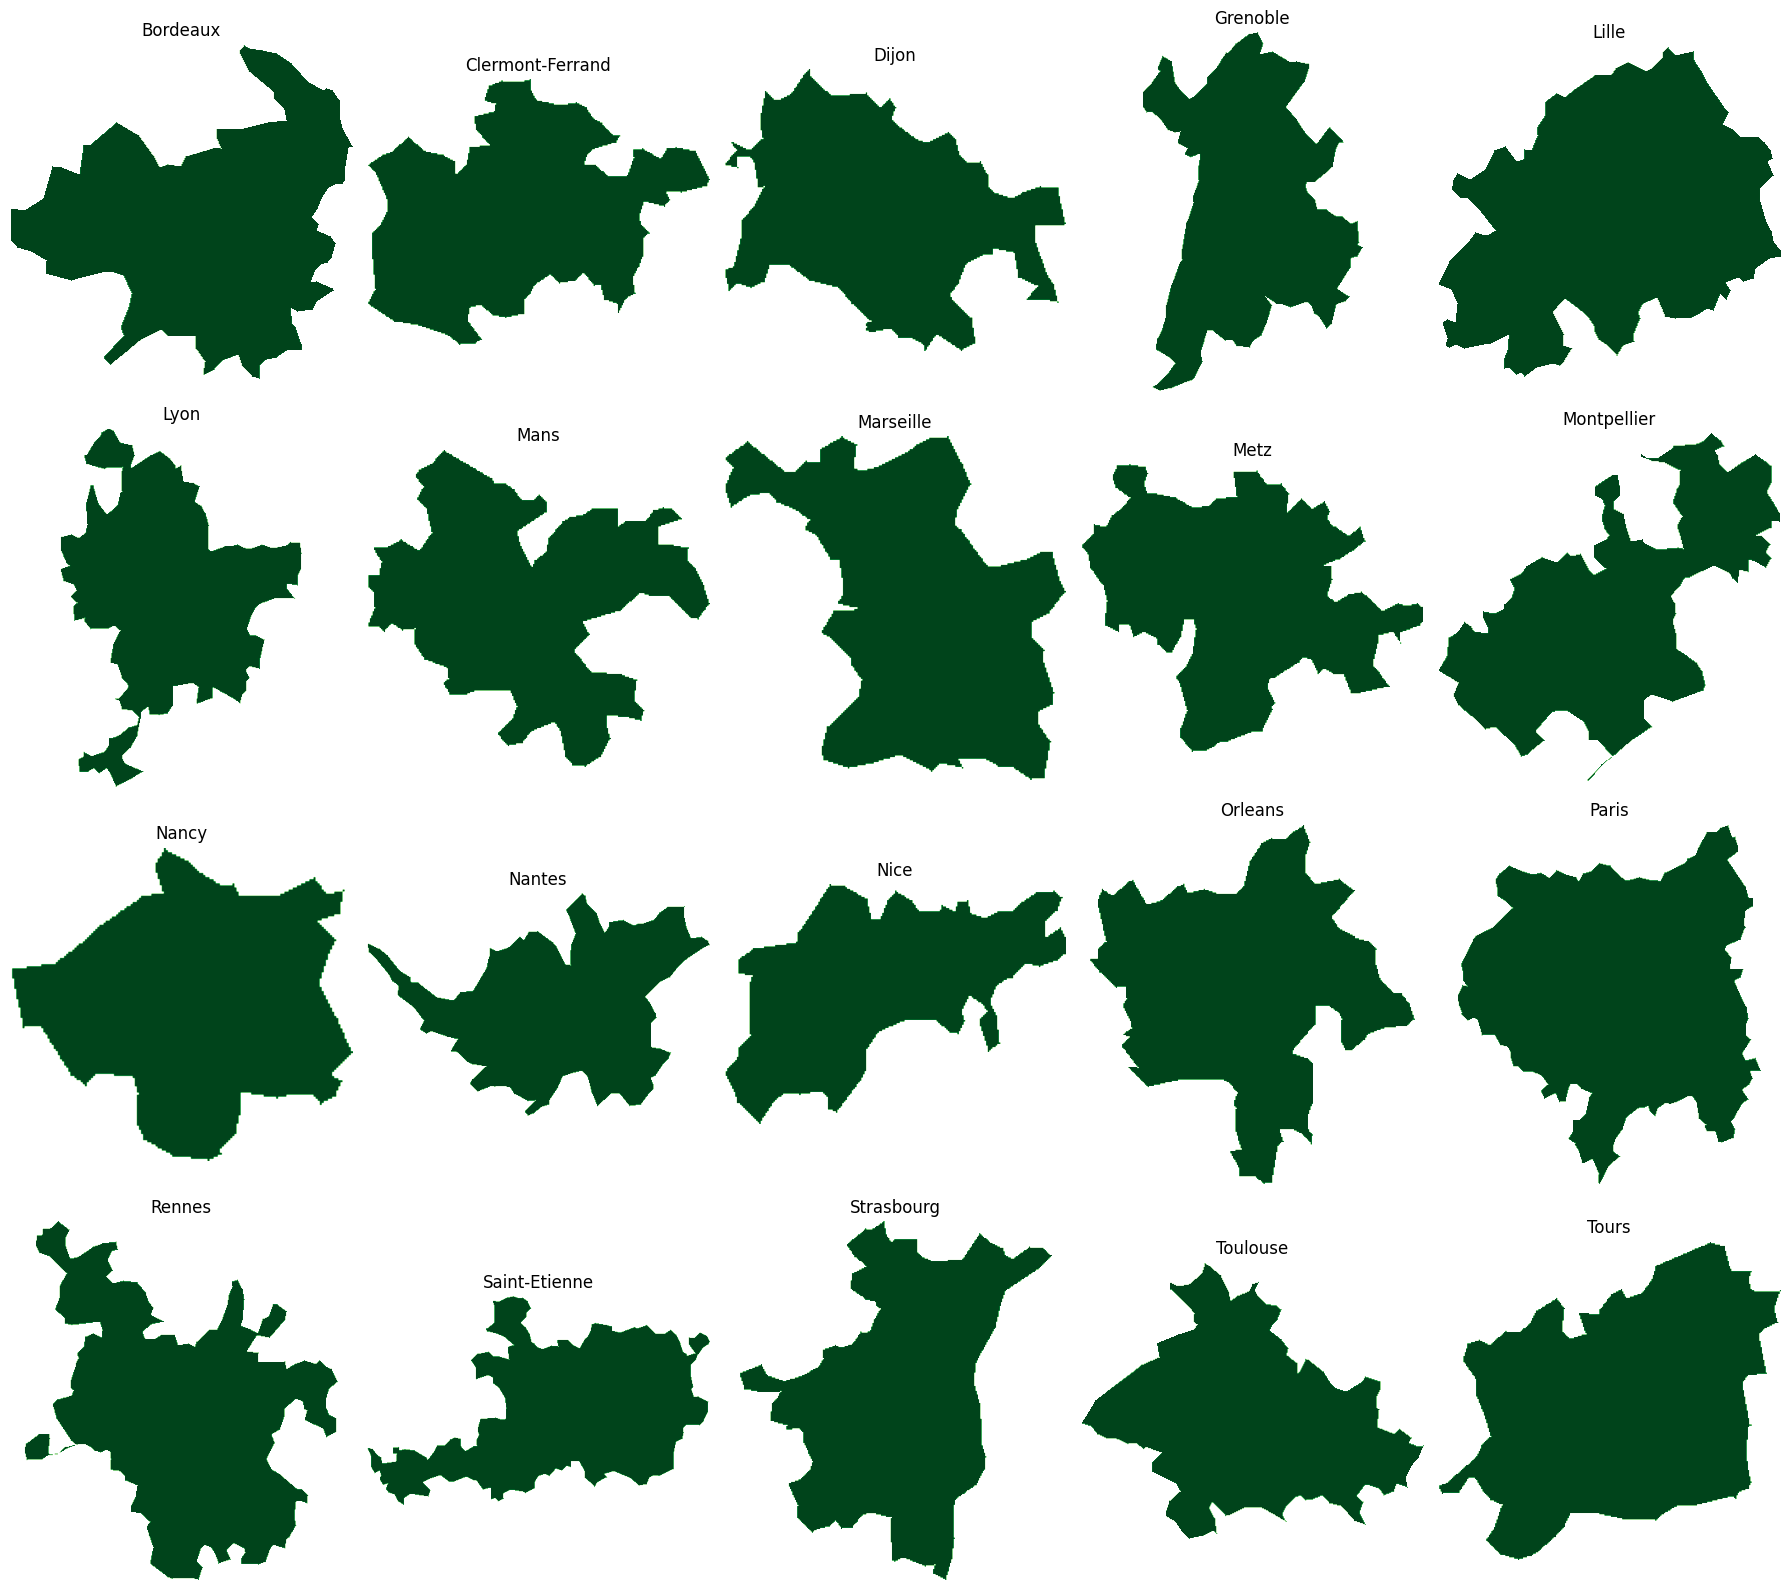 Bordeaux
Clermont-Ferrand
Dijon
Grenoble
Lille
Lyon
Mans
Marseille
Metz
Montpellier
Nancy
Nantes
Nice
Orleans
Paris
Rennes
Saint-Etienne
Strasbourg
Toulouse
Tours